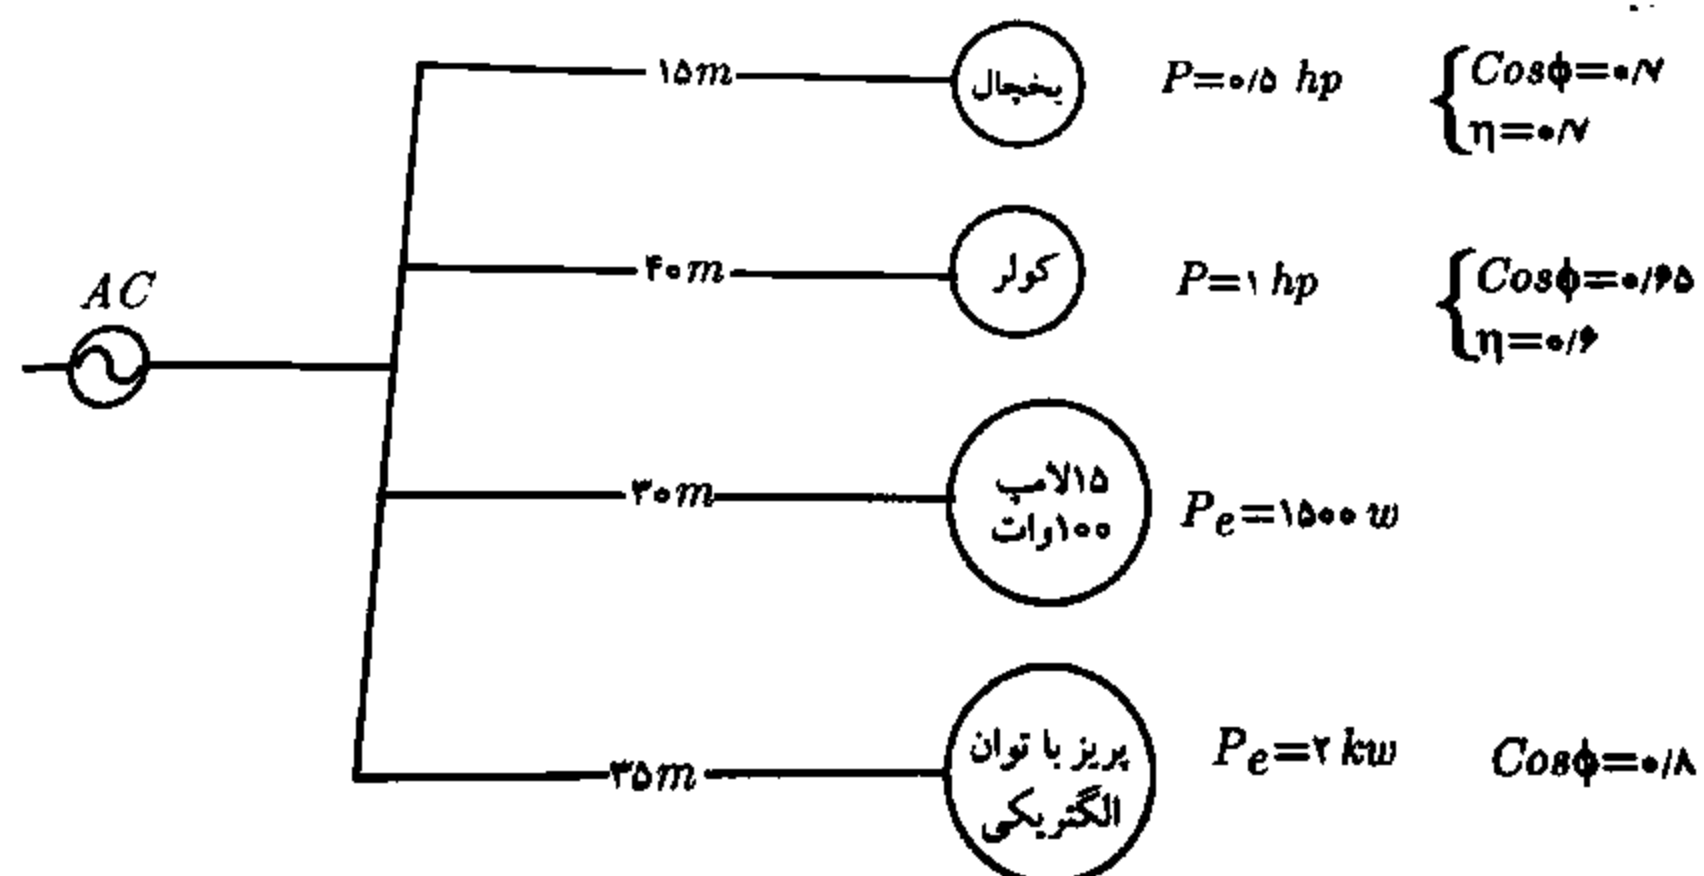 ۱۵m یخچال P=۰/۵ hp Cosϕ=۰/۷
η=۰/۷
AC
۴۰m کولر P=۱ hp Cosϕ=۰/۶۵
η=۰/۶
۳۰m ۱۵لامپ
۱۰۰وات
Pe=۱۵۰۰ w
۳۵m پریز با توان
الکتریکی
Pe=۲ kw Cosϕ=۰/۸